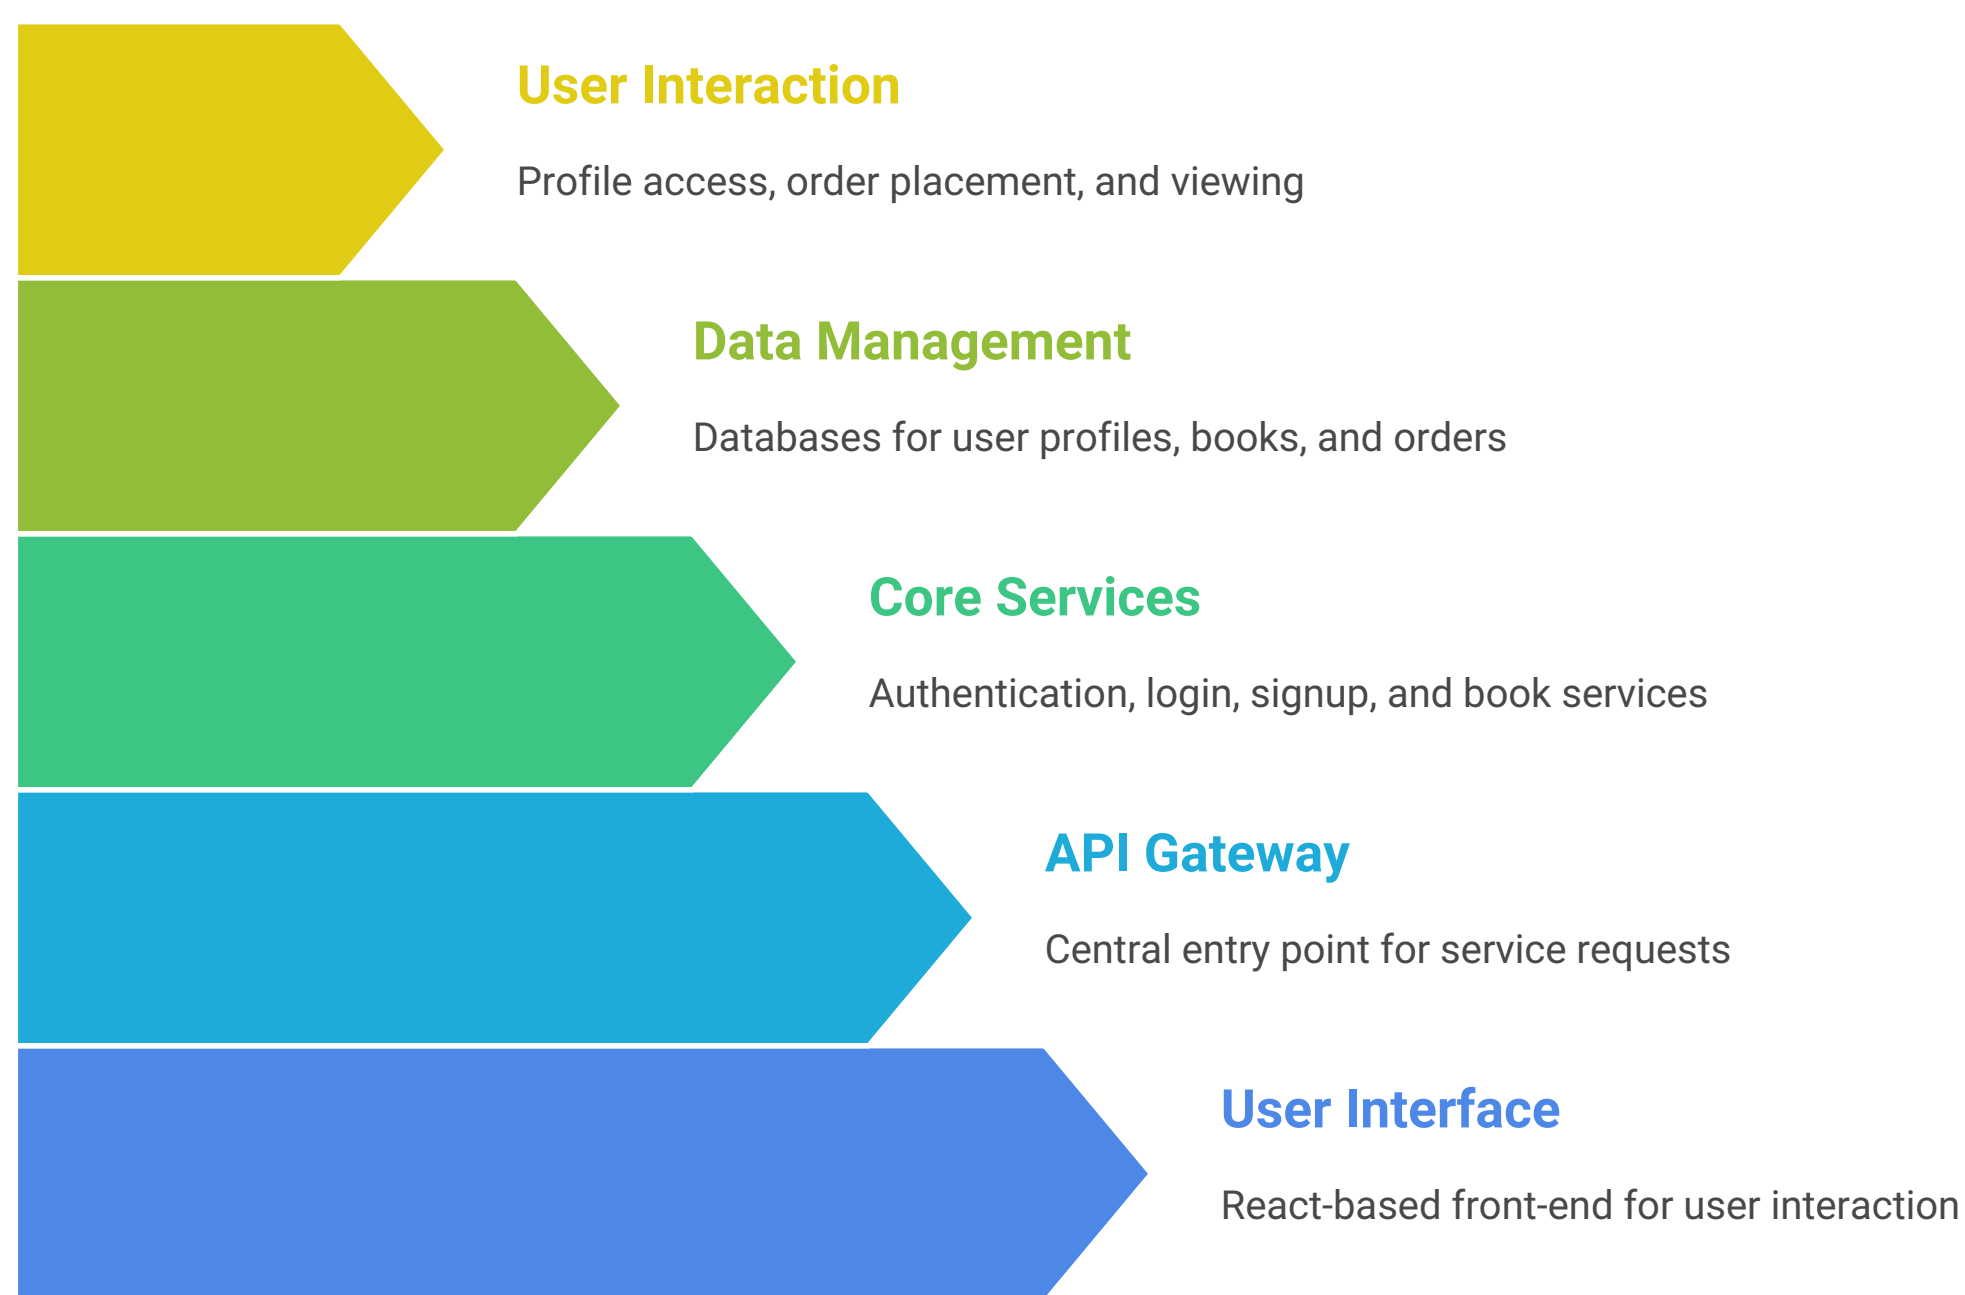 User Interaction
Profile access, order placement, and viewing
Data Management
Databases for user profiles, books, and orders
Core Services
Authentication, login, signup, and book services
API Gateway
Central entry point for service requests
User Interface
React-based front-end for user interaction